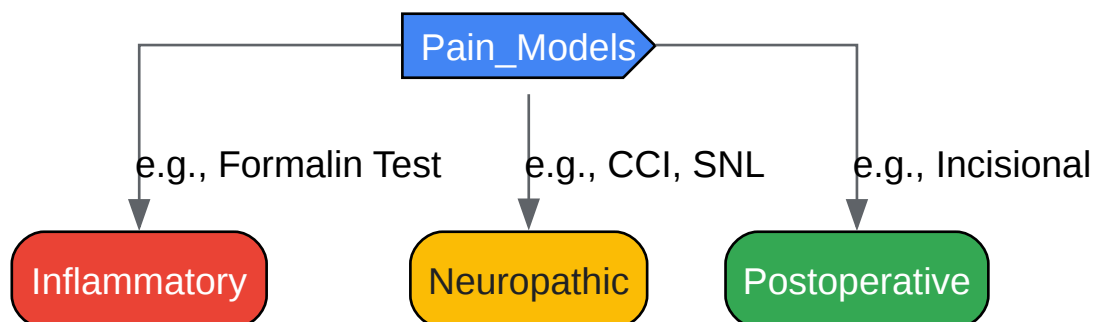 Pain_Models
e.g., Formalin Test
e.g., CCI, SNL
e.g., Incisional
Inflammatory
Neuropathic
Postoperative